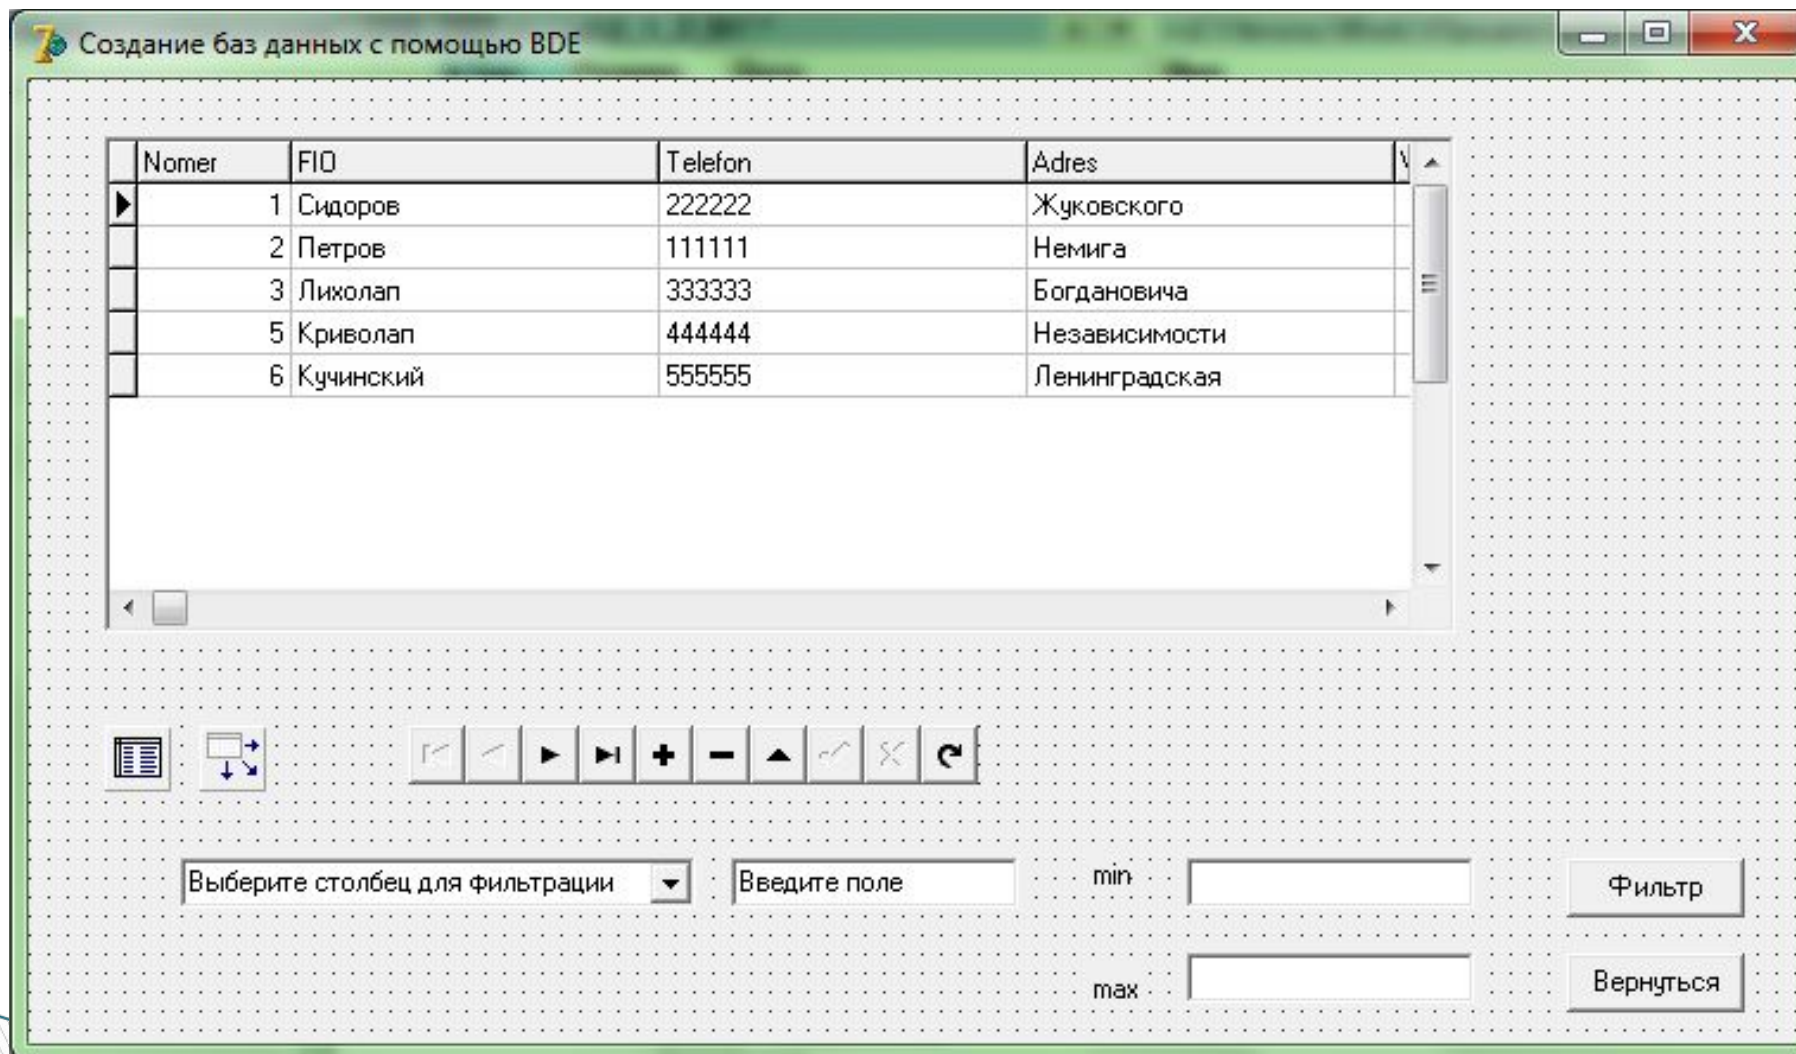 Создание баз данных с помощью BDE
Nomer FIO Telefon Adres
1 Сидоров 222222 Жуковского
2 Петров 111111 Немига
3 Лихолап 333333 Богдановича
5 Криволап 444444 Независимости
6 Кучинский 555555 Ленинградская
Выберите столбец для фильтрации Введите поле min Фильтр
max Вернуться